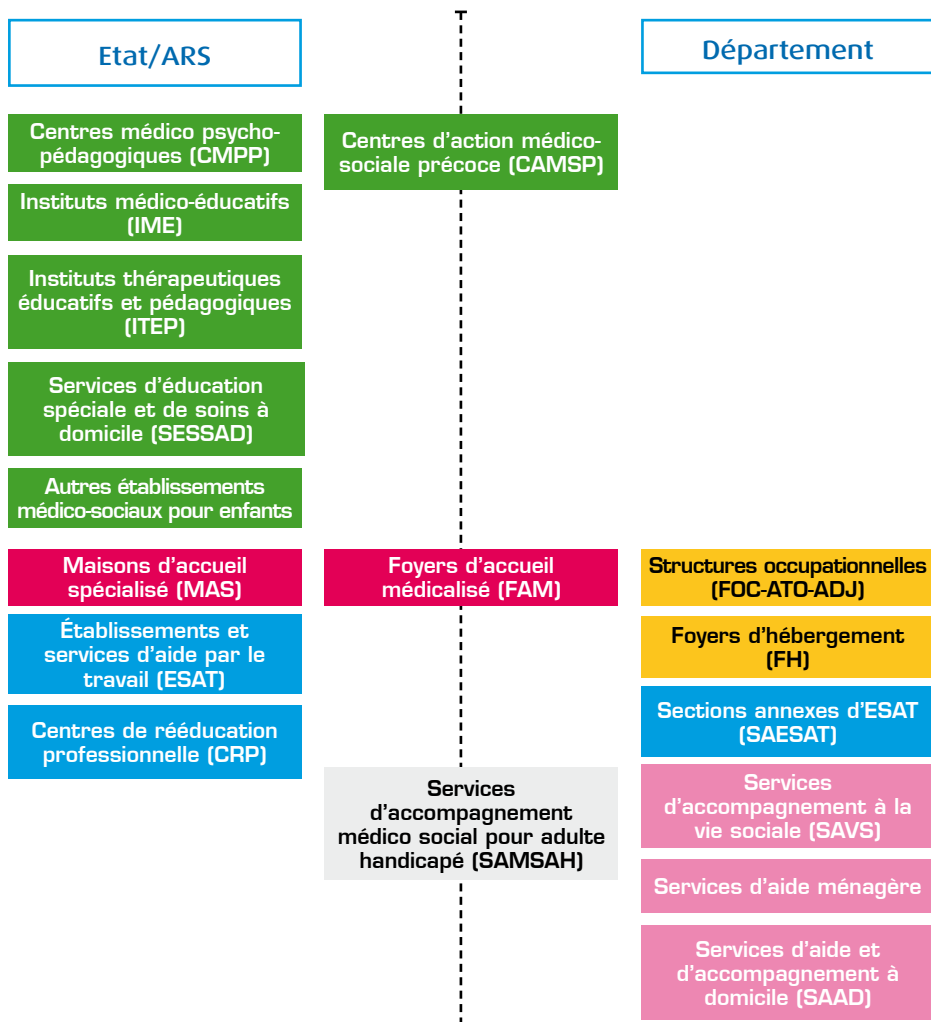 Etat/ARS
Département
Centres médico psycho-
pédagogiques (CMPP)
Centres d'action médico-
sociale précoce (CAMSP)
Instituts médico-éducatifs
(IME)
Instituts thérapeutiques
éducatifs et pédagogiques
(ITEP)
Services d'éducation
spéciale et de soins à
domicile (SESSAD)
Autres établissements
médico-sociaux pour enfants
Maisons d'accueil
spécialisé (MAS)
Foyers d'accueil
médicalisé (FAM)
Structures occupationnelles
(FOC-ATO-ADJ)
Établissements et
services d'aide par le
travail (ESAT)
Foyers d'hébergement
(FH)
Centres de rééducation
professionnelle (CRP)
Sections annexes d'ESAT
(SAESAT)
Services
d'accompagnement
médico social pour adulte
handicapé (SAMSAH)
Services
d'accompagnement à la
vie sociale (SAVS)
Services d'aide ménagère
Services d'aide et
d'accompagnement à
domicile (SAAD)